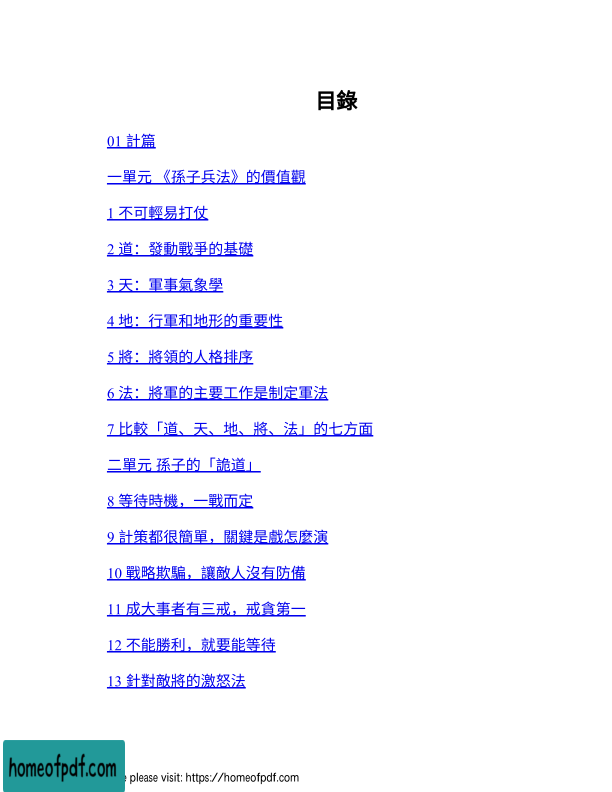 目錄
01 計篇
一單元 《孫子兵法》的價值觀
1 不可輕易打仗
2 道：發動戰爭的基礎
3 天：軍事氣象學
4 地：行軍和地形的重要性
5 將：將領的人格排序
6 法：將軍的主要工作是制定軍法
7 比較「道、天、地、將、法」的七方面
二單元 孫子的「詭道」
8 等待時機，一戰而定
9 計策都很簡單，關鍵是戲怎麼演
10 戰略欺騙，讓敵人沒有防備
11 成大事者有三戒，戒貪第一
12 不能勝利，就要能等待
13 針對敵將的激怒法
homeofpdf.com
please visit: https://homeofpdf.com